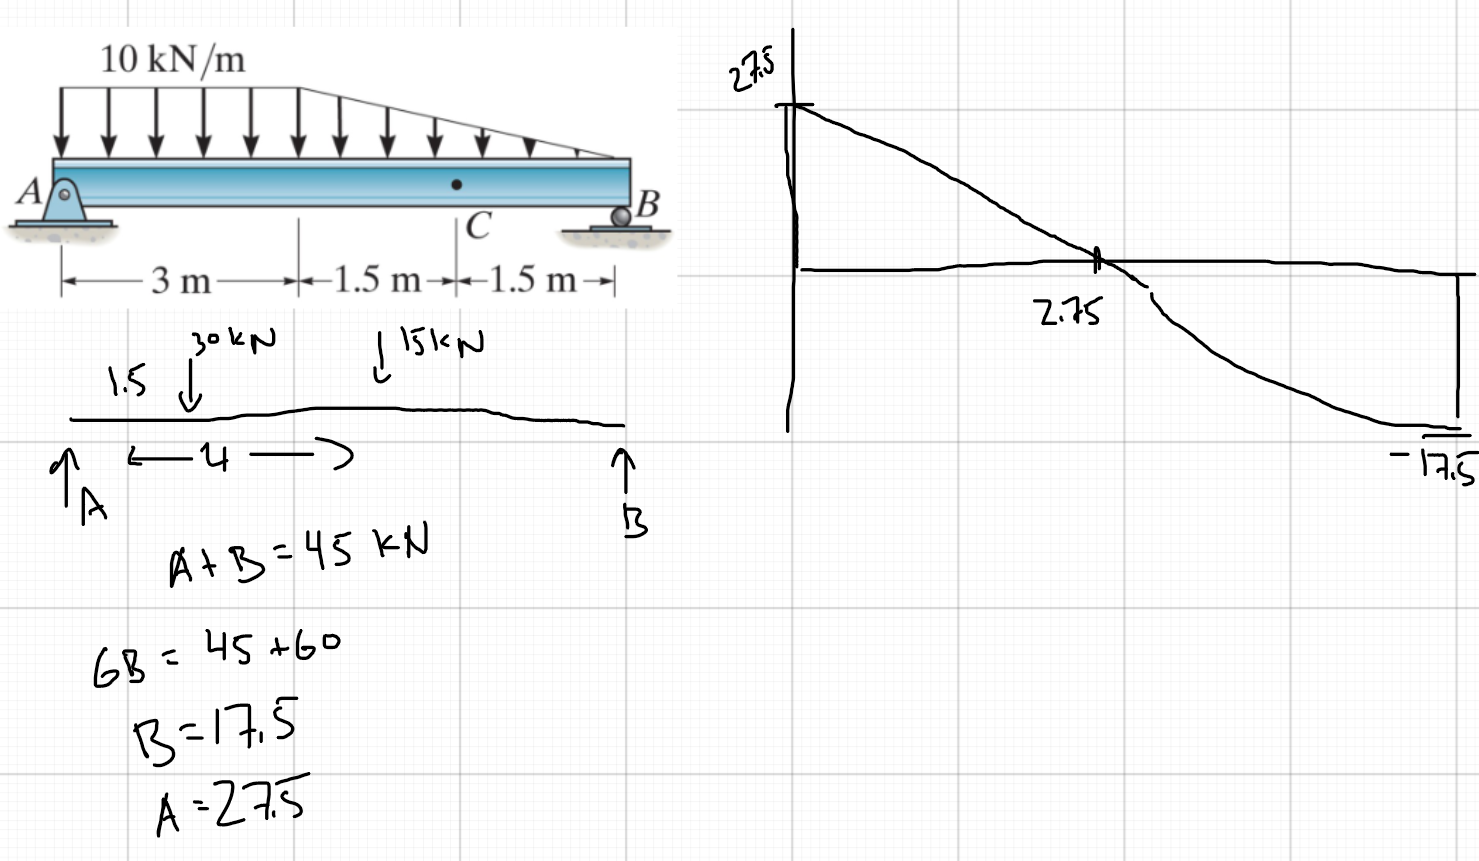 10 kN/m
A
B
C
3 m
1.5 m
1.5 m
1.5
30 kN
15 kN
4
A
B
A + B = 45 kN
6B = 45 + 60
B = 17.5
A = 27.5
27.5
2.75
- 17.5